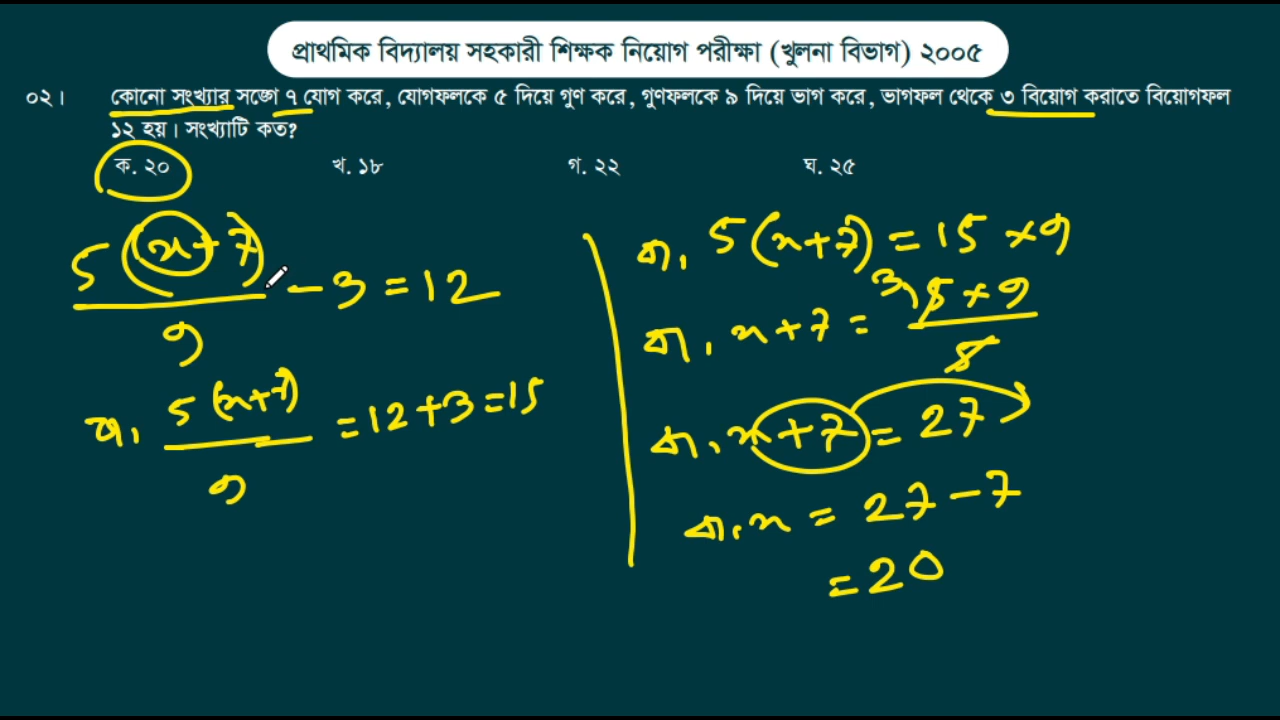 প্রাথমিক বিদ্যালয় সহকারী শিক্ষক নিয়োগ পরীক্ষা (খুলনা বিভাগ) ২০০৫
০২। কোনো সংখ্যার সঙ্গে ৭ যোগ করে, যোগফলকে ৫ দিয়ে গুণ করে, গুণফলকে ৯ দিয়ে ভাগ করে, ভাগফল থেকে ৩ বিয়োগ করাতে বিয়োগফল
১২ হয়। সংখ্যাটি কত?
ক. ২০ খ. ১৮ গ. ২২ ঘ. ২৫
5(x+7)
- 3 = 12
9
বা, 5(x+7)
= 12+3 = 15
9
বা, 5(x+7) = 15 × 9
বা, x+7 = 15 × 9
3
5
বা, x+7 = 27
বা, x = 27-7
= 20